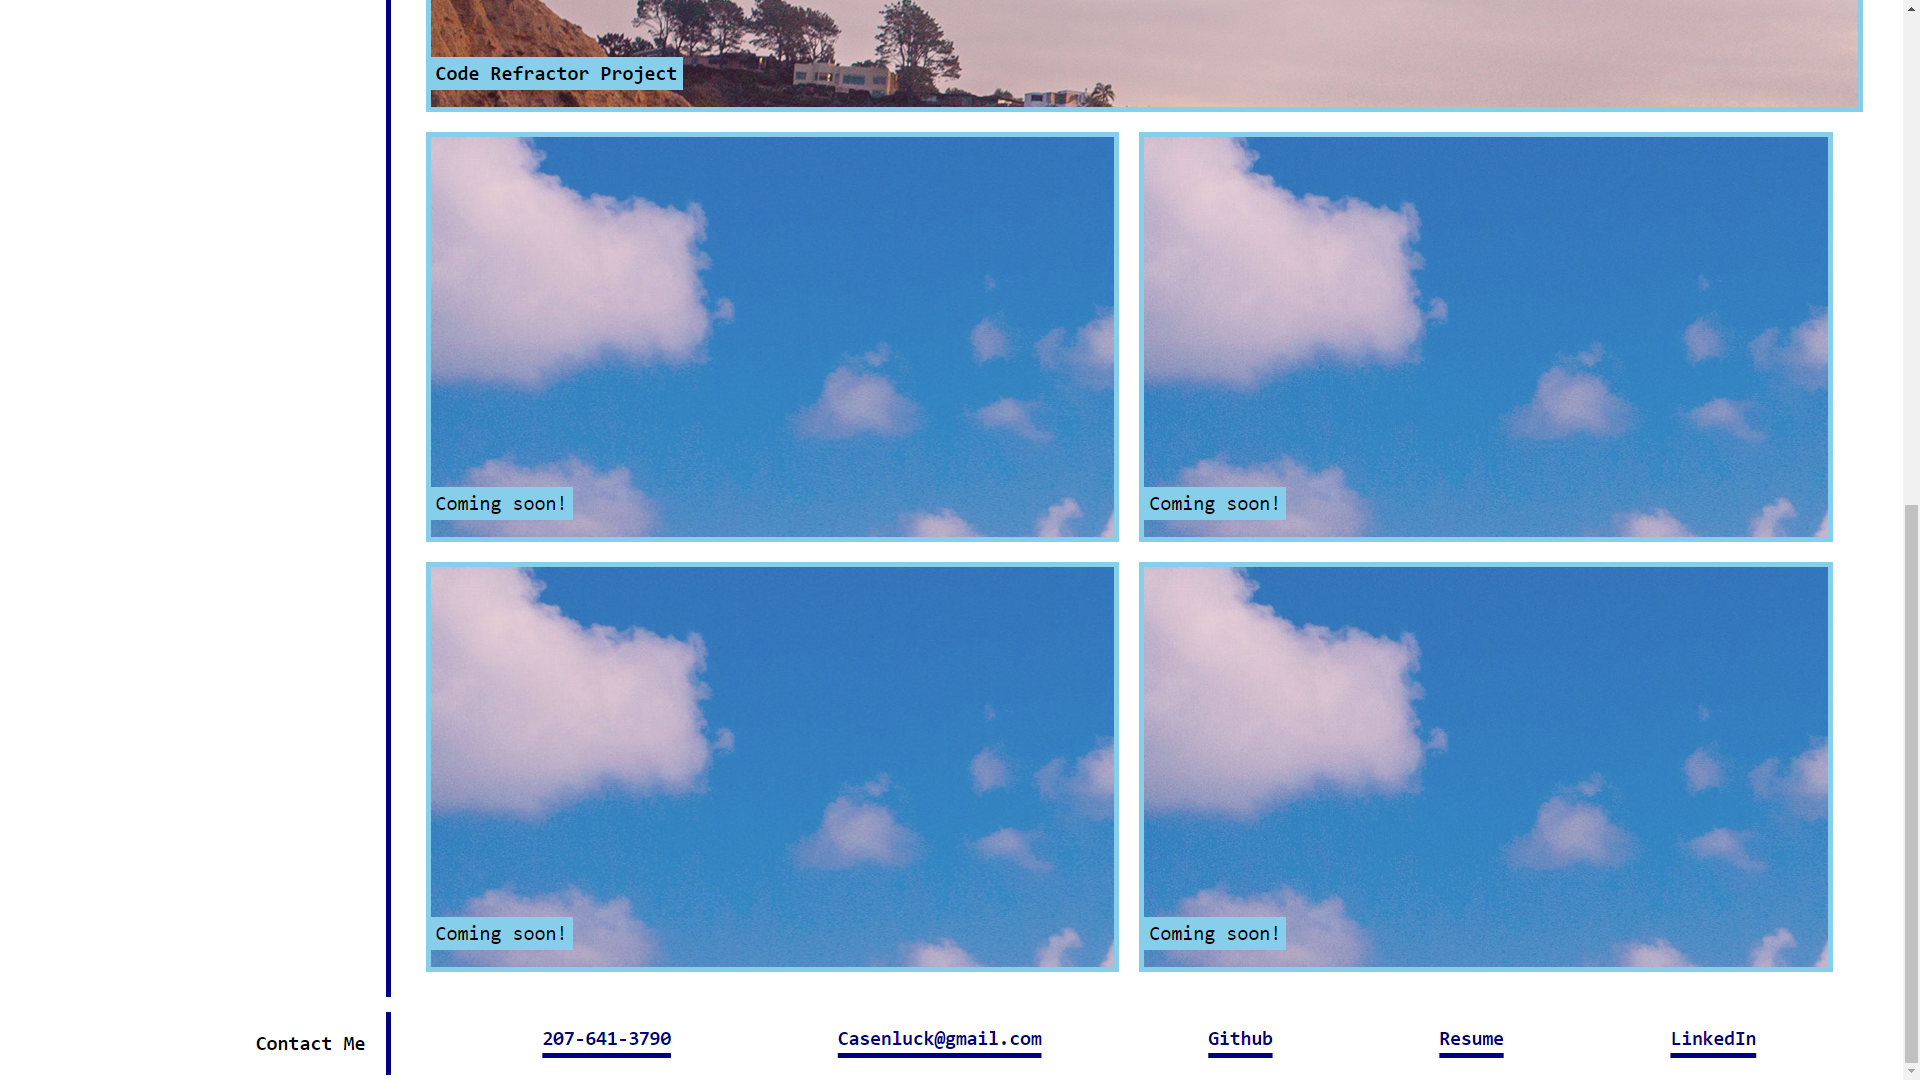 Code Refractor Project
Coming soon!
Coming soon!
Coming soon!
Coming soon!
Contact Me
207-641-3790
Casenluck@gmail.com
Github
Resume
LinkedIn